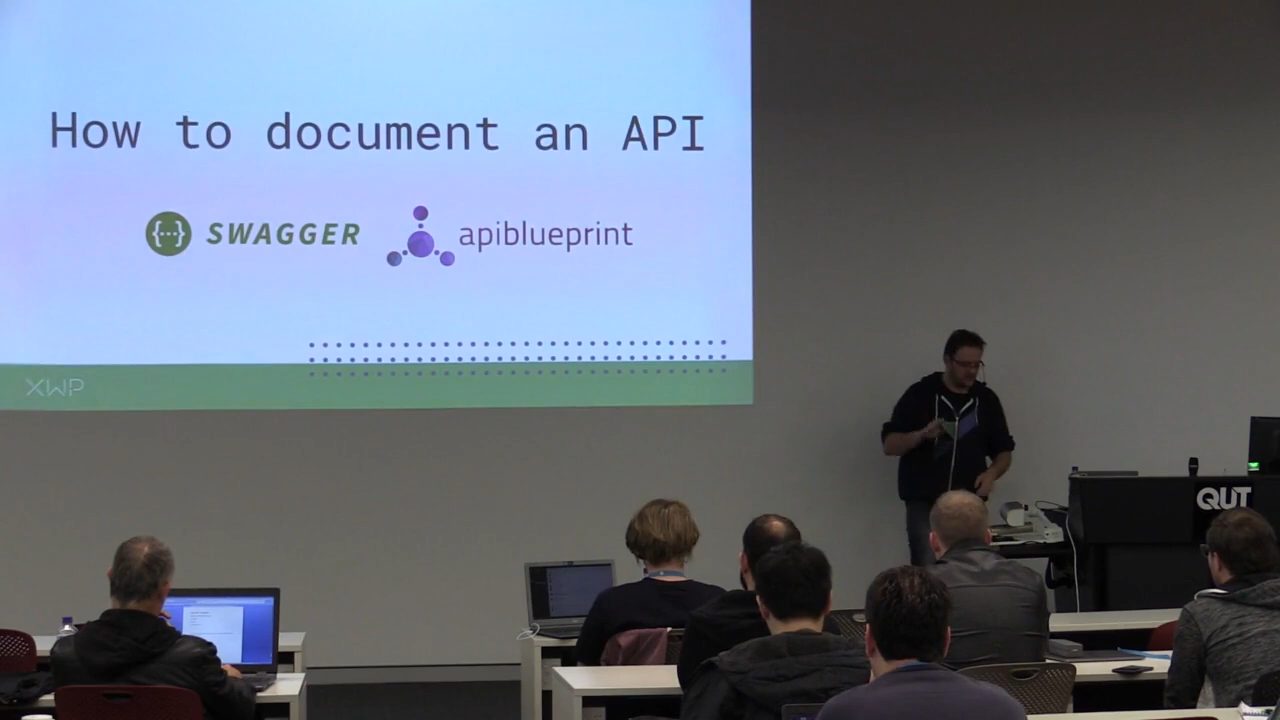 How to document an API
{···} SWAGGER apiblueprint
XWP
QUT